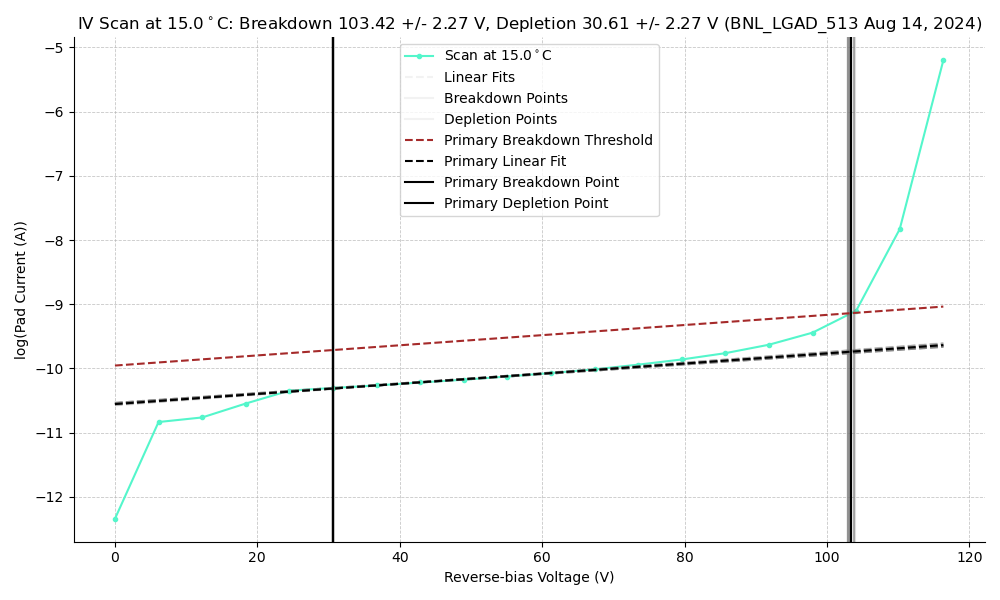 IV Scan at 15.0°C: Breakdown 103.42 +/- 2.27 V, Depletion 30.61 +/- 2.27 V (BNL_LGAD_513 Aug 14, 2024)
Scan at 15.0°C
Linear Fits
Breakdown Points
Depletion Points
Primary Breakdown Threshold
Primary Linear Fit
Primary Breakdown Point
Primary Depletion Point
log(Pad Current (A))
−5
−6
−7
−8
−9
−10
−11
−12
0 20 40 60 80 100 120
Reverse-bias Voltage (V)